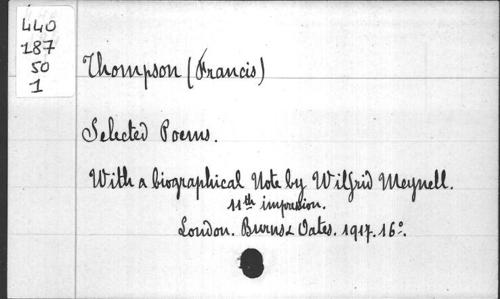 440
187
50
1
Thompson (Francis)
Selected Poems.
With a biographical Note by Wilfrid Meynell.
11th impression.
London. Burns & Oates. 1917. 16°.